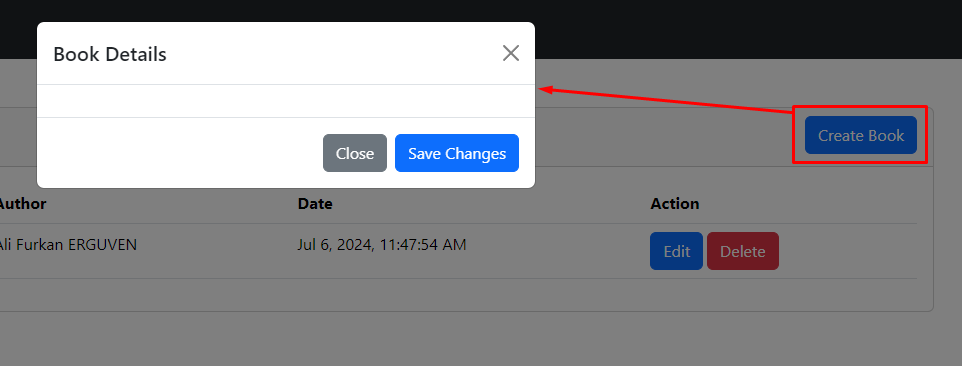 Book Details
Create Book
Close Save Changes
Author Date Action
Ali Furkan ERGUVEN Jul 6, 2024, 11:47:54 AM Edit Delete